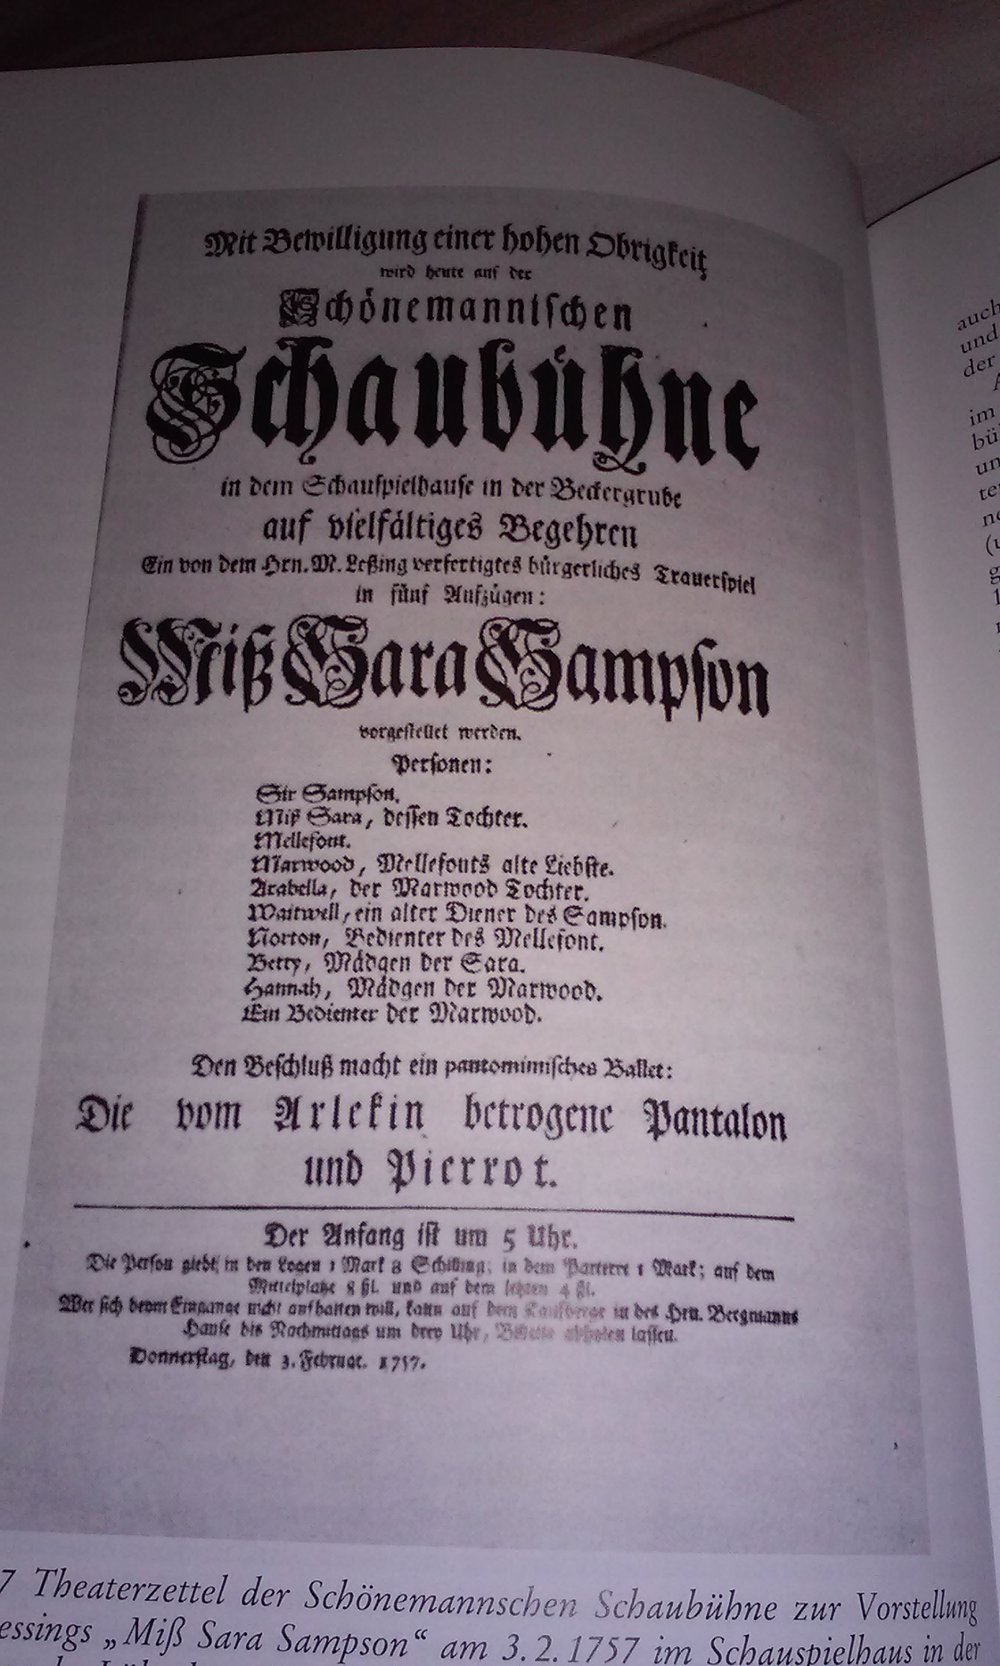 Mit Bewilligung einer hohen Obrigkeit,
wird heute auf der
Schönemannischen
Schaubühne
in dem Schauspielhause in der Beckergrube
auf vielfältiges Begehren
Ein von dem Hrn. M. Leßing verfertigtes bürgerliches Trauerspiel
in fünf Aufzügen:
Miß Sara Sampson
vorgestellet werden.
Personen:
Sir Sampson.
Miß Sara, dessen Tochter.
Mellefont.
Marwood, Mellefonts alte Liebste.
Arabella, der Marwood Tochter.
Waitwell, ein alter Diener des Sampson.
Norton, Bedienter des Mellefont.
Betty, Mädgen der Sara.
Hannah, Mädgen der Marwood.
Ein Bedienter der Marwood.
Den Beschluß macht ein pantomimisches Ballet:
Die vom Arlekin betrogene Pantalon
und Pierrot.
Der Anfang ist um 5 Uhr.
Die Person giebt in den Logen 1 Mark 8 Schilling; in dem Parterre 1 Mark; auf dem
Mittelplatze 8 ßl. und auf dem letzten 4 ßl.
Wer sich beym Eingange nicht aufhalten will, kann auf dem Kaufberge in des Hrn. Bergmanns
Hause bis Nachmittags um drey Uhr, Billette abholen lassen.
Donnerstag, den 3. Februar. 1757.
7 Theaterzettel der Schönemannschen Schaubühne zur Vorstellung
essings „Miß Sara Sampson“ am 3. 2. 1757 im Schauspielhaus in der
auch
und
der
im
bü
un